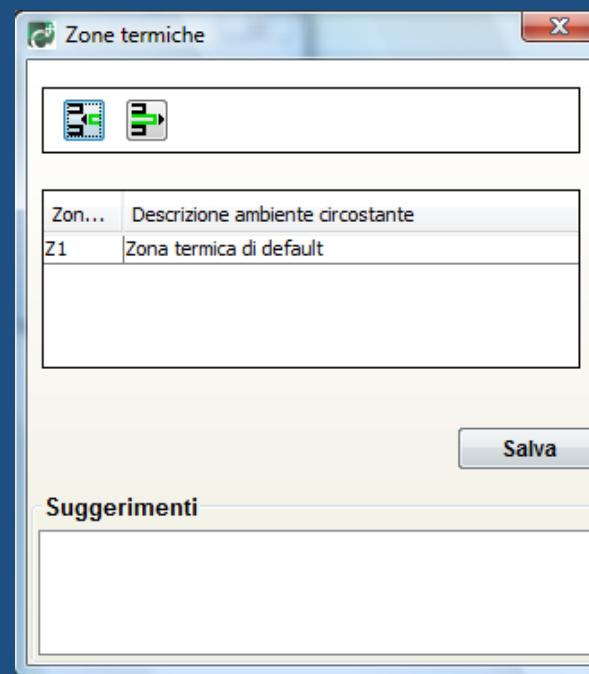 Zone termiche
Zon... Descrizione ambiente circostante
Z1 Zona termica di default
Salva
Suggerimenti